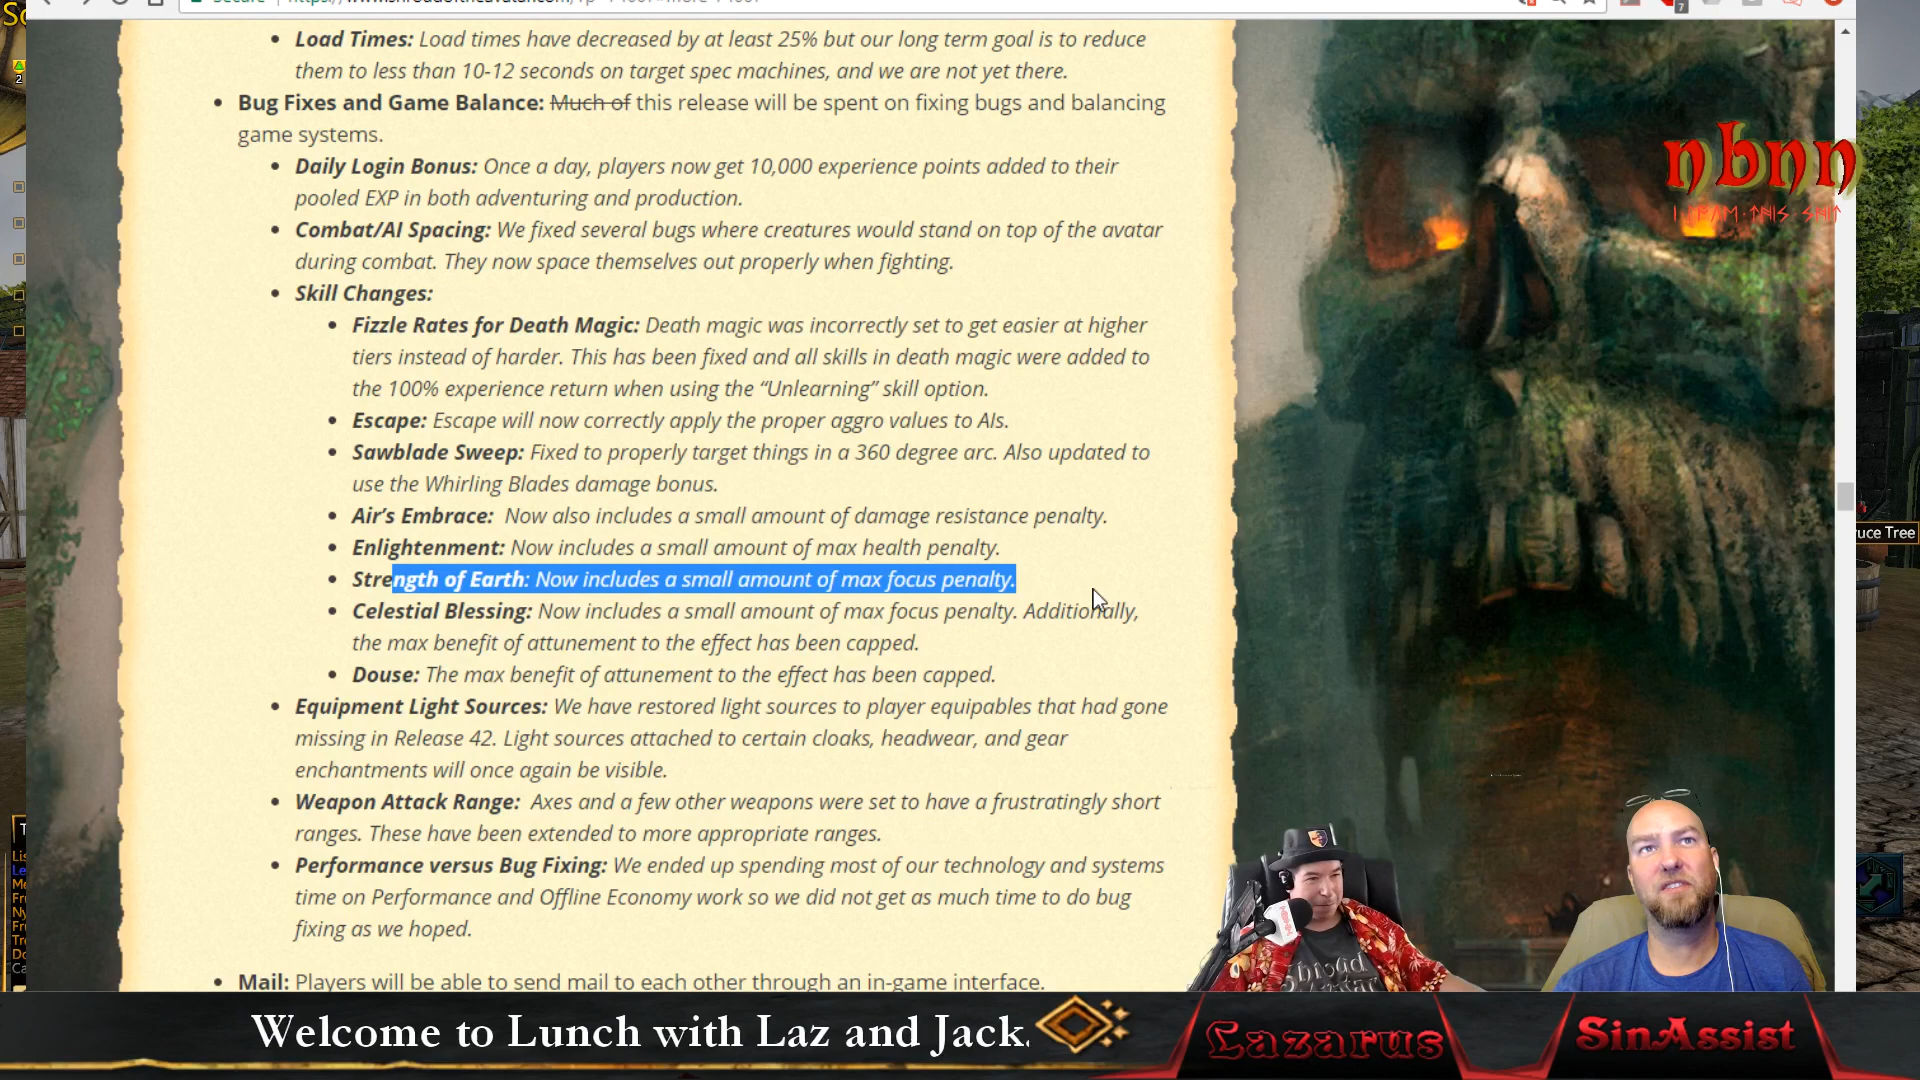 Load Times: Load times have decreased by at least 25% but our long term goal is to reduce
them to less than 10-12 seconds on target spec machines, and we are not yet there.
Bug Fixes and Game Balance: Much of this release will be spent on fixing bugs and balancing
game systems.
Daily Login Bonus: Once a day, players now get 10,000 experience points added to their
pooled EXP in both adventuring and production.
Combat/AI Spacing: We fixed several bugs where creatures would stand on top of the avatar
during combat. They now space themselves out properly when fighting.
Skill Changes:
Fizzle Rates for Death Magic: Death magic was incorrectly set to get easier at higher
tiers instead of harder. This has been fixed and all skills in death magic were added to
the 100% experience return when using the “Unlearning” skill option.
Escape: Escape will now correctly apply the proper aggro values to AIs.
Sawblade Sweep: Fixed to properly target things in a 360 degree arc. Also updated to
use the Whirling Blades damage bonus.
Air’s Embrace: Now also includes a small amount of damage resistance penalty.
Enlightenment: Now includes a small amount of max health penalty.
Strength of Earth: Now includes a small amount of max focus penalty.
Celestial Blessing: Now includes a small amount of max focus penalty. Additionally,
the max benefit of attunement to the effect has been capped.
Douse: The max benefit of attunement to the effect has been capped.
Equipment Light Sources: We have restored light sources to player equipables that had gone
missing in Release 42. Light sources attached to certain cloaks, headwear, and gear
enchantments will once again be visible.
Weapon Attack Range: Axes and a few other weapons were set to have a frustratingly short
ranges. These have been extended to more appropriate ranges.
Performance versus Bug Fixing: We ended up spending most of our technology and systems
time on Performance and Offline Economy work so we did not get as much time to do bug
fixing as we hoped.
Mail: Players will be able to send mail to each other through an in-game interface.
nbnn
uce Tree
7
2
Welcome to Lunch with Laz and Jack.
Lazarus
SinAssist